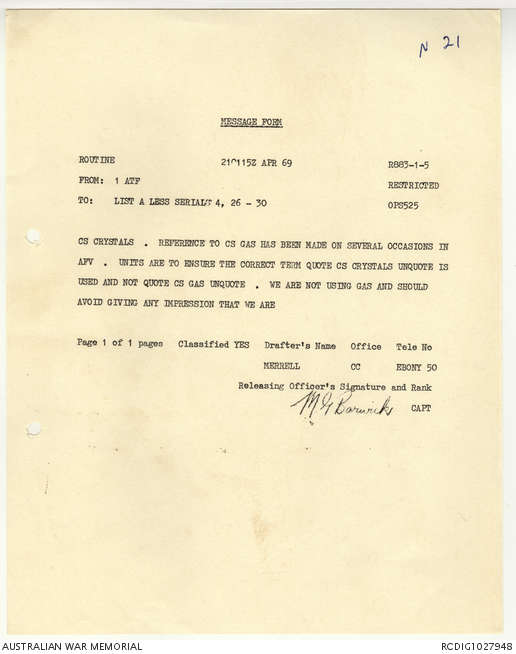 N 21
MESSAGE FORM
ROUTINE 210115Z APR 69 R883-1-5
FROM: 1 ATF RESTRICTED
TO: LIST A LESS SERIALS 4, 26 - 30 OPS525
CS CRYSTALS . REFERENCE TO CS GAS HAS BEEN MADE ON SEVERAL OCCASIONS IN
AFV . UNITS ARE TO ENSURE THE CORRECT TERM QUOTE CS CRYSTALS UNQUOTE IS
USED AND NOT QUOTE CS GAS UNQUOTE . WE ARE NOT USING GAS AND SHOULD
AVOID GIVING ANY IMPRESSION THAT WE ARE
Page 1 of 1 pages Classified YES Drafter's Name Office Tele No
MERRELL CC EBONY 50
Releasing Officer's Signature and Rank
M G Barwick CAPT
AUSTRALIAN WAR MEMORIAL RCDIG1027948